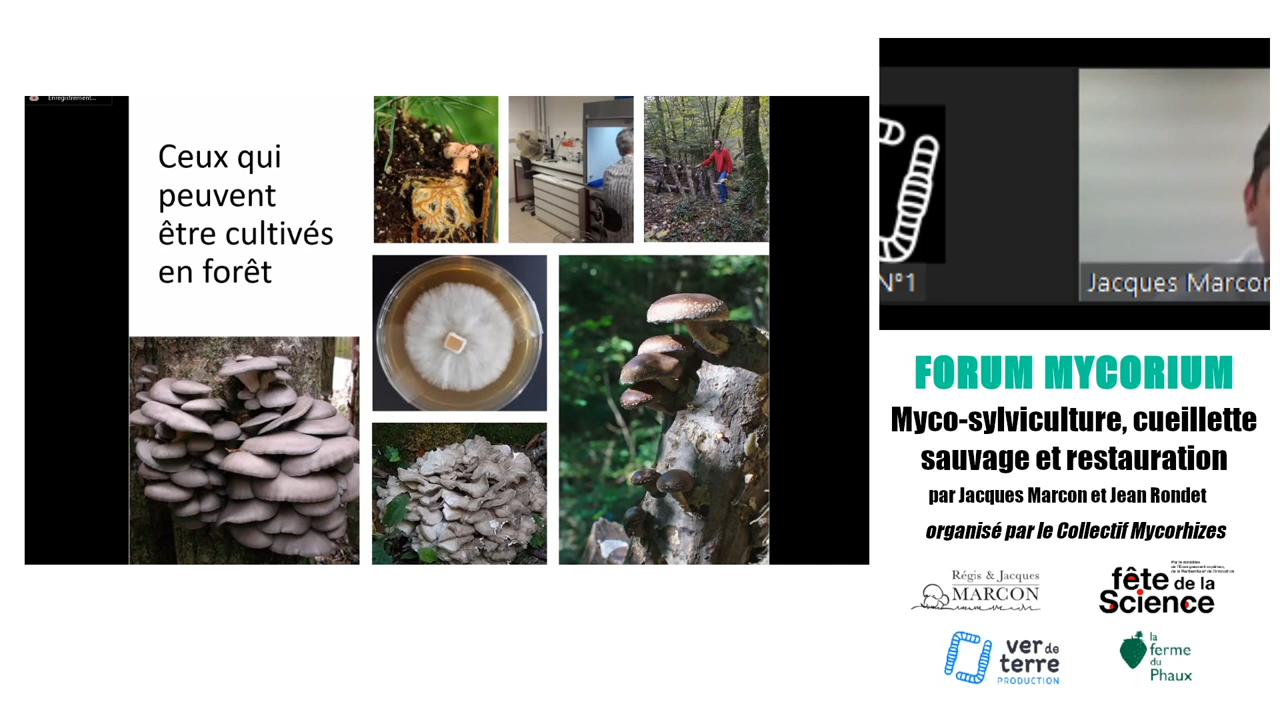 Enregistrement...
Ceux qui
peuvent
être cultivés
en forêt
N°1
Jacques Marcon
FORUM MYCORIUM
Myco-sylviculture, cueillette
sauvage et restauration
par Jacques Marcon et Jean Rondet
organisé par le Collectif Mycorhizes
Régis & Jacques
MARCON
fête
de la
Science
ver de
terre
PRODUCTION
la
ferme
du
Phaux